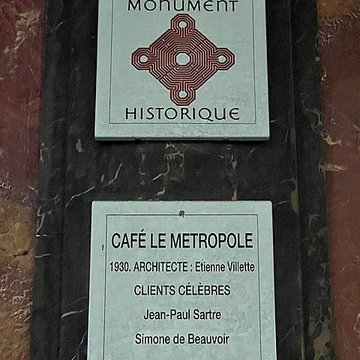 MONUMENT
HISTORIQUE
CAFÉ LE METROPOLE
1930. ARCHITECTE : Etienne Villette
CLIENTS CÉLÈBRES
Jean-Paul Sartre
Simone de Beauvoir